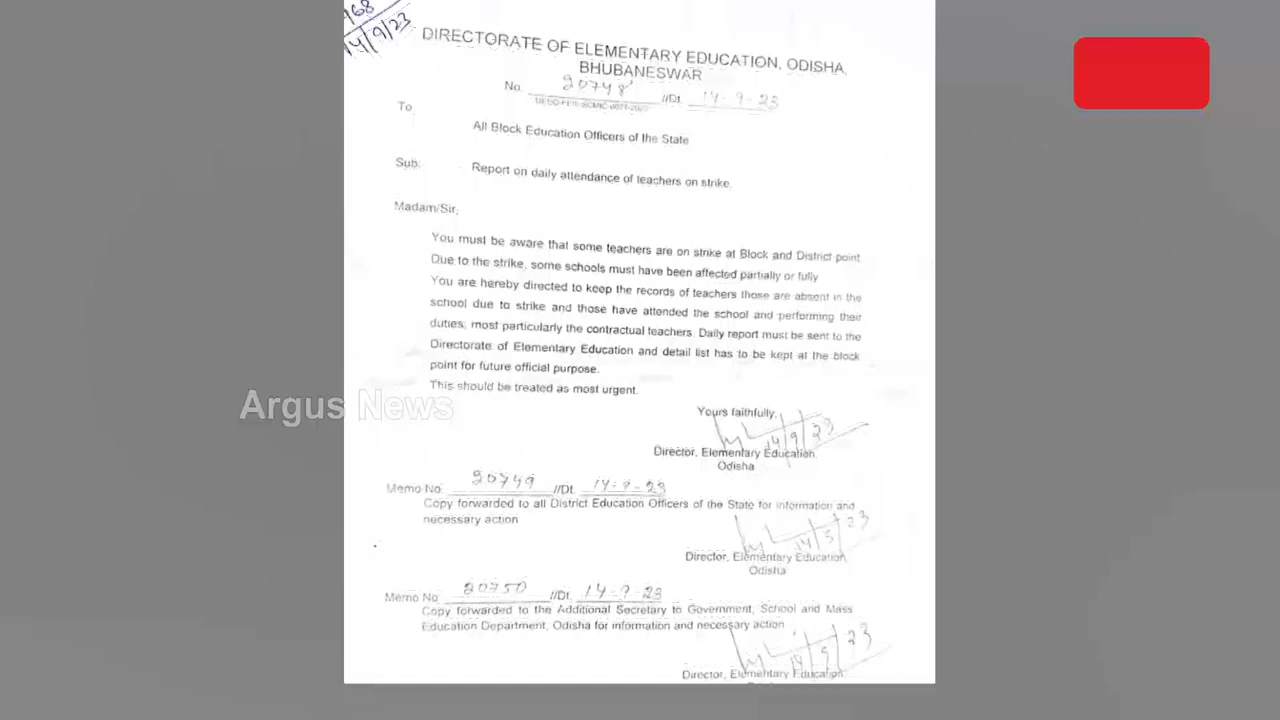 968
14/9/23
DIRECTORATE OF ELEMENTARY EDUCATION, ODISHA,
BHUBANESWAR
No. 20748 //Dt. 14-9-23
To
All Block Education Officers of the State
Sub:- Report on daily attendance of teachers on strike.
Madam/Sir,
You must be aware that some teachers are on strike at Block and District point
Due to the strike, some schools must have been affected partially or fully
You are hereby directed to keep the records of teachers those are absent in the
school due to strike and those have attended the school and performing their
duties, most particularly the contractual teachers. Daily report must be sent to the
Directorate of Elementary Education and detail list has to be kept at the block
point for future official purpose.
This should be treated as most urgent.
Argus News
Yours faithfully,
14/9/23
Director, Elementary Education,
Odisha
Memo No. 20749 //Dt. 14-9-23
Copy forwarded to all District Education Officers of the State for information and
necessary action
14/9/23
Director, Elementary Education,
Odisha
Memo No 20750 //Dt. 14-9-23
Copy forwarded to the Additional Secretary to Government, School and Mass
Education Department, Odisha for information and necessary action
14/9/23
Director, Elementary Education,